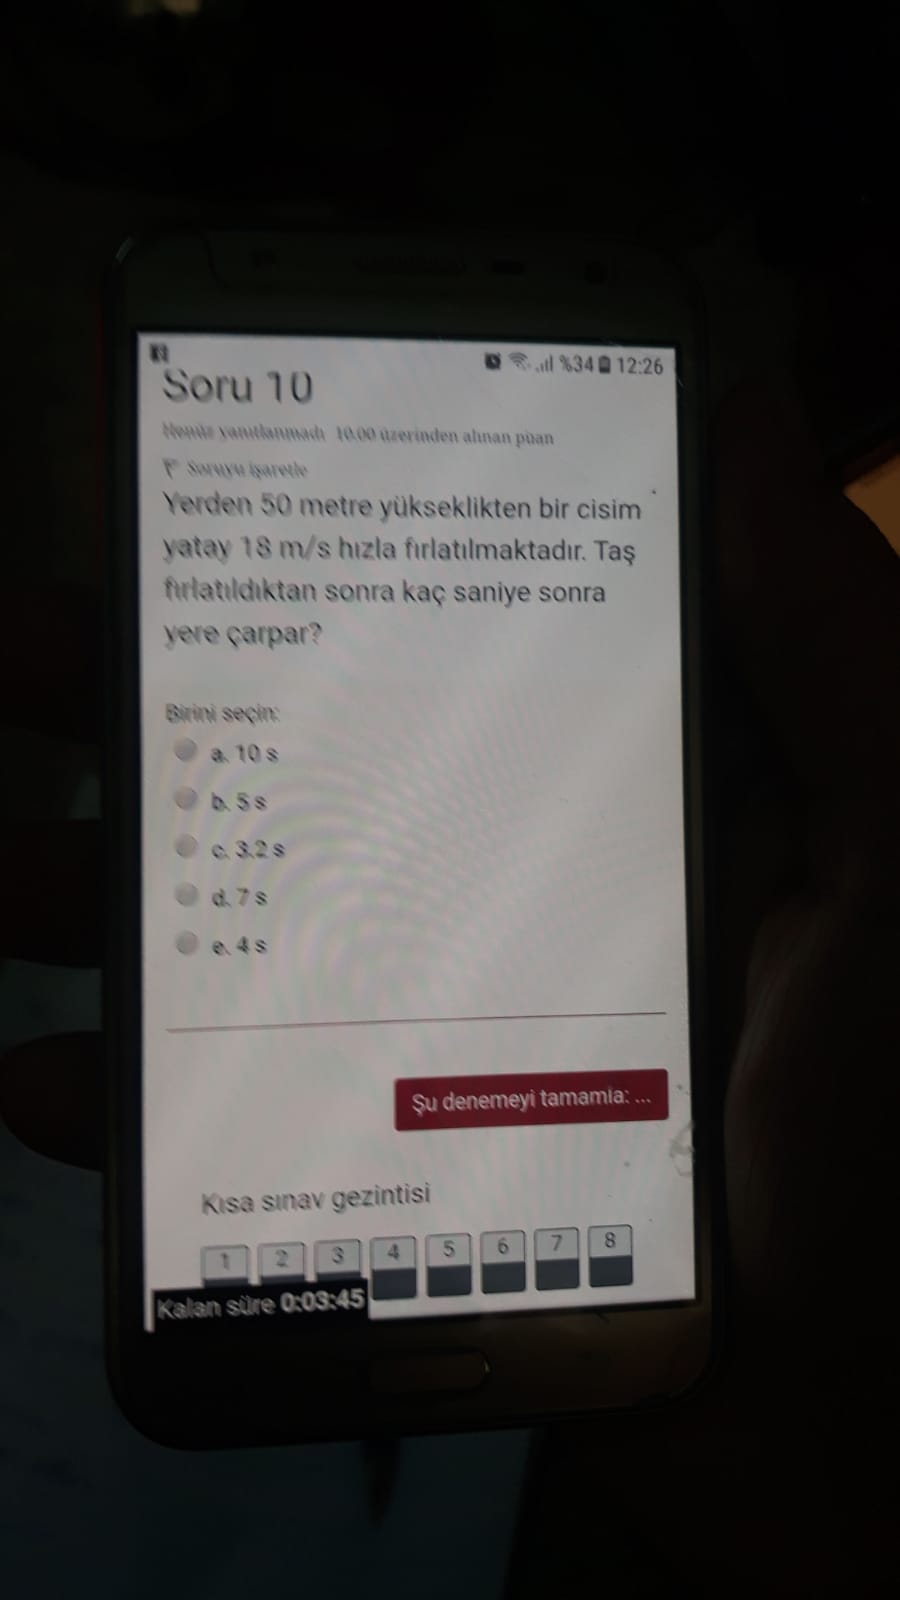 %34 12:26
Soru 10
Henüz yanıtlanmadı 10.00 üzerinden alınan puan
Soruyu işaretle
Yerden 50 metre yükseklikten bir cisim
yatay 18 m/s hızla fırlatılmaktadır. Taş
fırlatıldıktan sonra kaç saniye sonra
yere çarpar?
Birini seçin:
a. 10 s
b. 5 s
c. 3.2 s
d. 7 s
e. 4 s
Şu denemeyi tamamla: ...
Kısa sınav gezintisi
1 2 3 4 5 6 7 8
Kalan süre 0:03:45